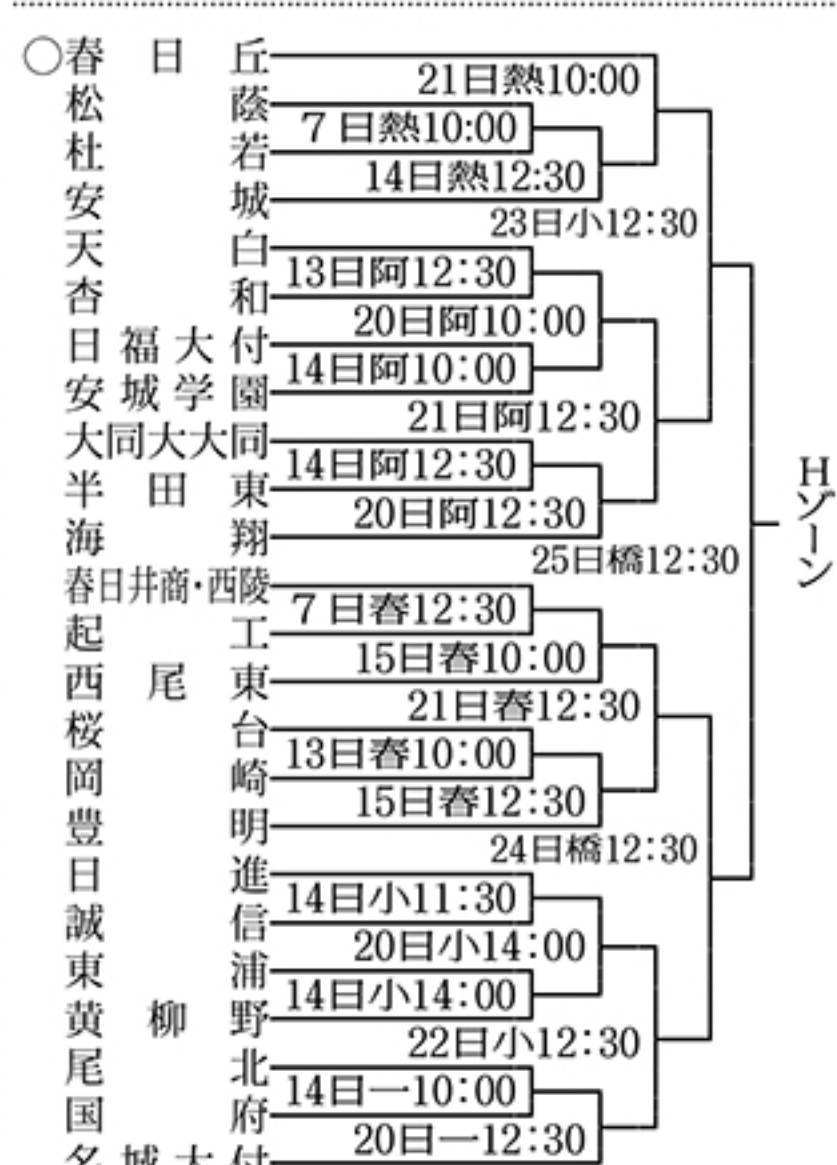 ○春日丘
21日熱10:00
松蔭
7日熱10:00
杜若
14日熱12:30
安城
23日小12:30
天白
13日阿12:30
杏和
20日阿10:00
日福大付
14日阿10:00
安城学園
21日阿12:30
大同大大同
14日阿12:30
半田東
20日阿12:30
海翔
25日橋12:30
Hゾーン
春日井商・西陵
7日春12:30
起工
15日春10:00
西尾東
21日春12:30
桜台
13日春10:00
岡崎
15日春12:30
豊明
24日橋12:30
日進
14日小11:30
誠信
20日小14:00
東浦
14日小14:00
黄柳野
22日小12:30
尾北
14日一10:00
国府
20日一12:30
名城大付